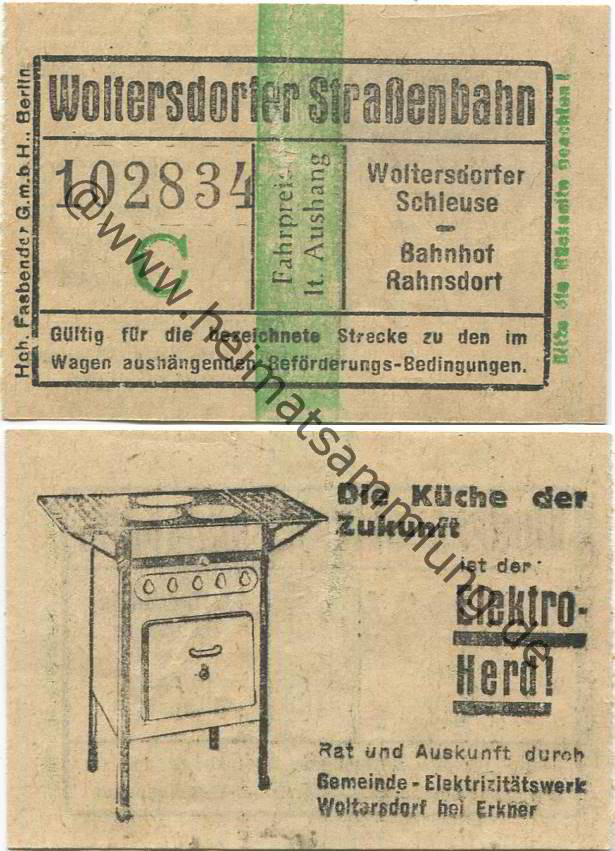 Woltersdorfer Straßenbahn
Hch. Fasbender G.m.b.H., Berlin
102834
C
Fahrpreis
lt. Aushang
C
Woltersdorfer
Schleuse
-
Bahnhof
Rahnsdorf
Gültig für die bezeichnete Strecke zu den im
Wagen aushängenden Beförderungs-Bedingungen.
Bitte die Rückseite beachten!
@www.heimatsammlung.de
Die Küche der
Zukunft
ist der
Elektro-
Herd!
Rat und Auskunft durch
Gemeinde-Elektrizitätswerk
Woltersdorf bei Erkner